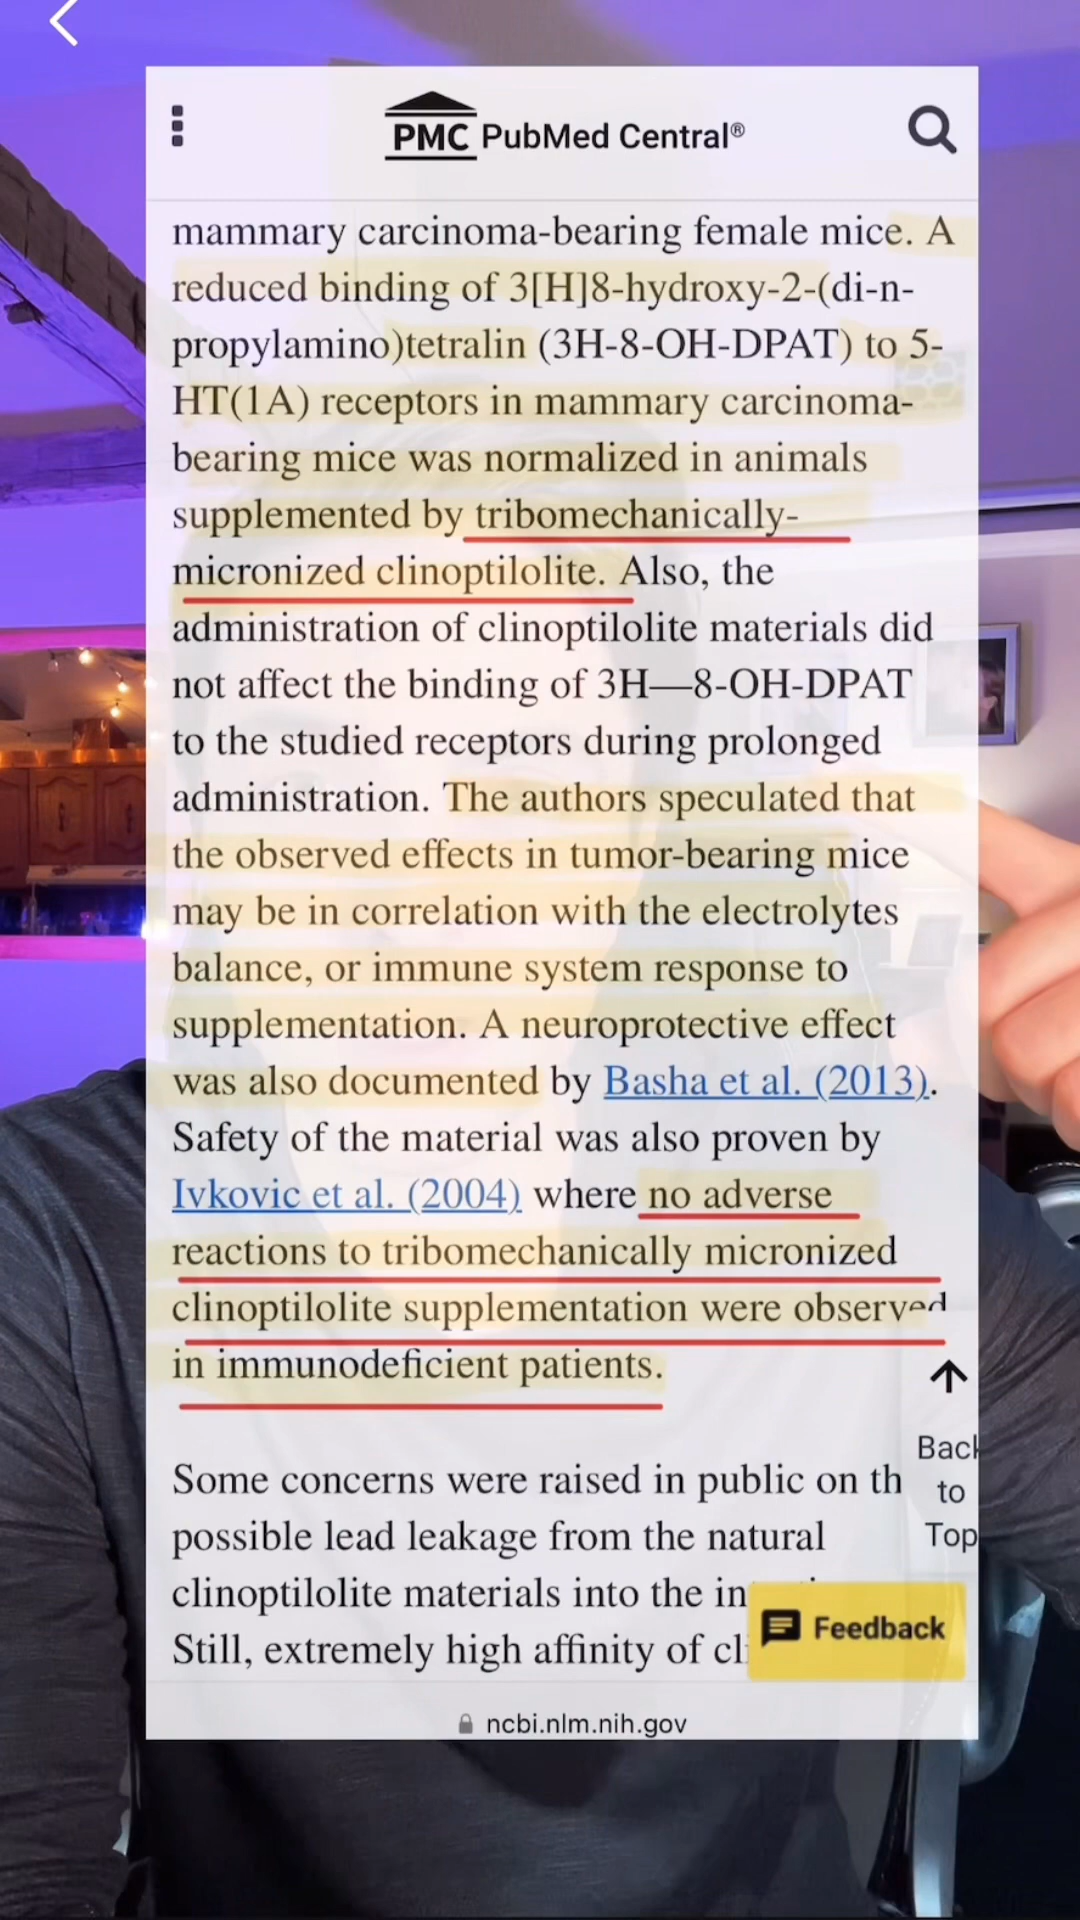 PMC PubMed Central®
mammary carcinoma-bearing female mice. A
reduced binding of 3[H]8-hydroxy-2-(di-n-
propylamino)tetralin (3H-8-OH-DPAT) to 5-
HT(1A) receptors in mammary carcinoma-
bearing mice was normalized in animals
supplemented by tribomechanically-
micronized clinoptilolite. Also, the
administration of clinoptilolite materials did
not affect the binding of 3H—8-OH-DPAT
to the studied receptors during prolonged
administration. The authors speculated that
the observed effects in tumor-bearing mice
may be in correlation with the electrolytes
balance, or immune system response to
supplementation. A neuroprotective effect
was also documented by Basha et al. (2013).
Safety of the material was also proven by
Ivkovic et al. (2004) where no adverse
reactions to tribomechanically micronized
clinoptilolite supplementation were observed
in immunodeficient patients.
Some concerns were raised in public on th
possible lead leakage from the natural
clinoptilolite materials into the in
Still, extremely high affinity of cl
Back
to
Top
Feedback
ncbi.nlm.nih.gov